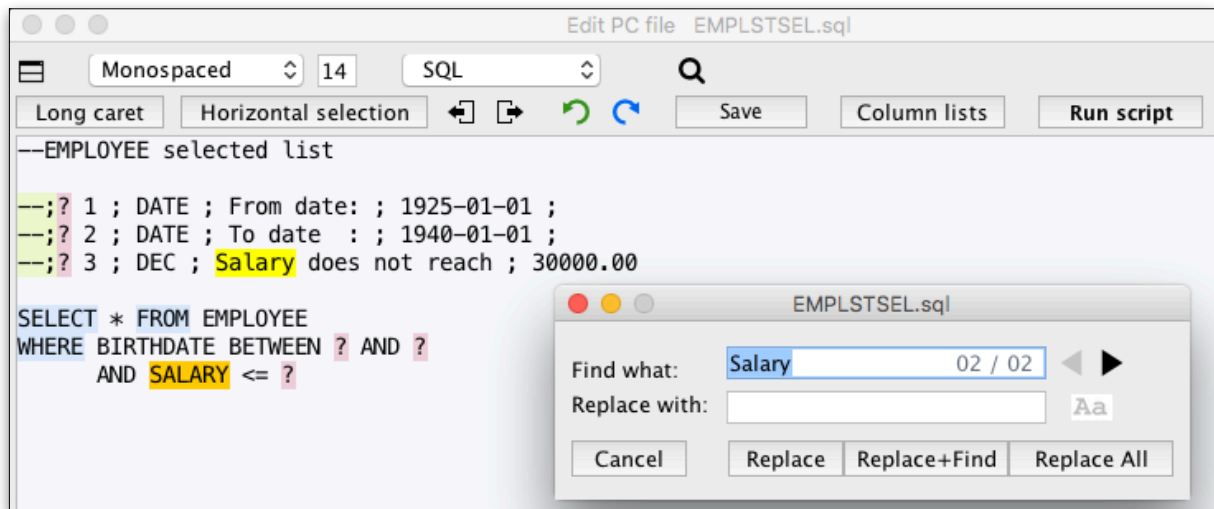 Edit PC file EMPLSTSEL.sql
Monospaced 14 SQL
Long caret Horizontal selection Save Column lists Run script
--EMPLOYEE selected list
--;? 1 ; DATE ; From date: ; 1925-01-01 ;
--;? 2 ; DATE ; To date  : ; 1940-01-01 ;
--;? 3 ; DEC ; Salary does not reach ; 30000.00
SELECT * FROM EMPLOYEE
WHERE BIRTHDATE BETWEEN ? AND ?
AND SALARY <= ?
EMPLSTSEL.sql
Find what: Salary 02 / 02
Replace with: Aa
Cancel Replace Replace+Find Replace All